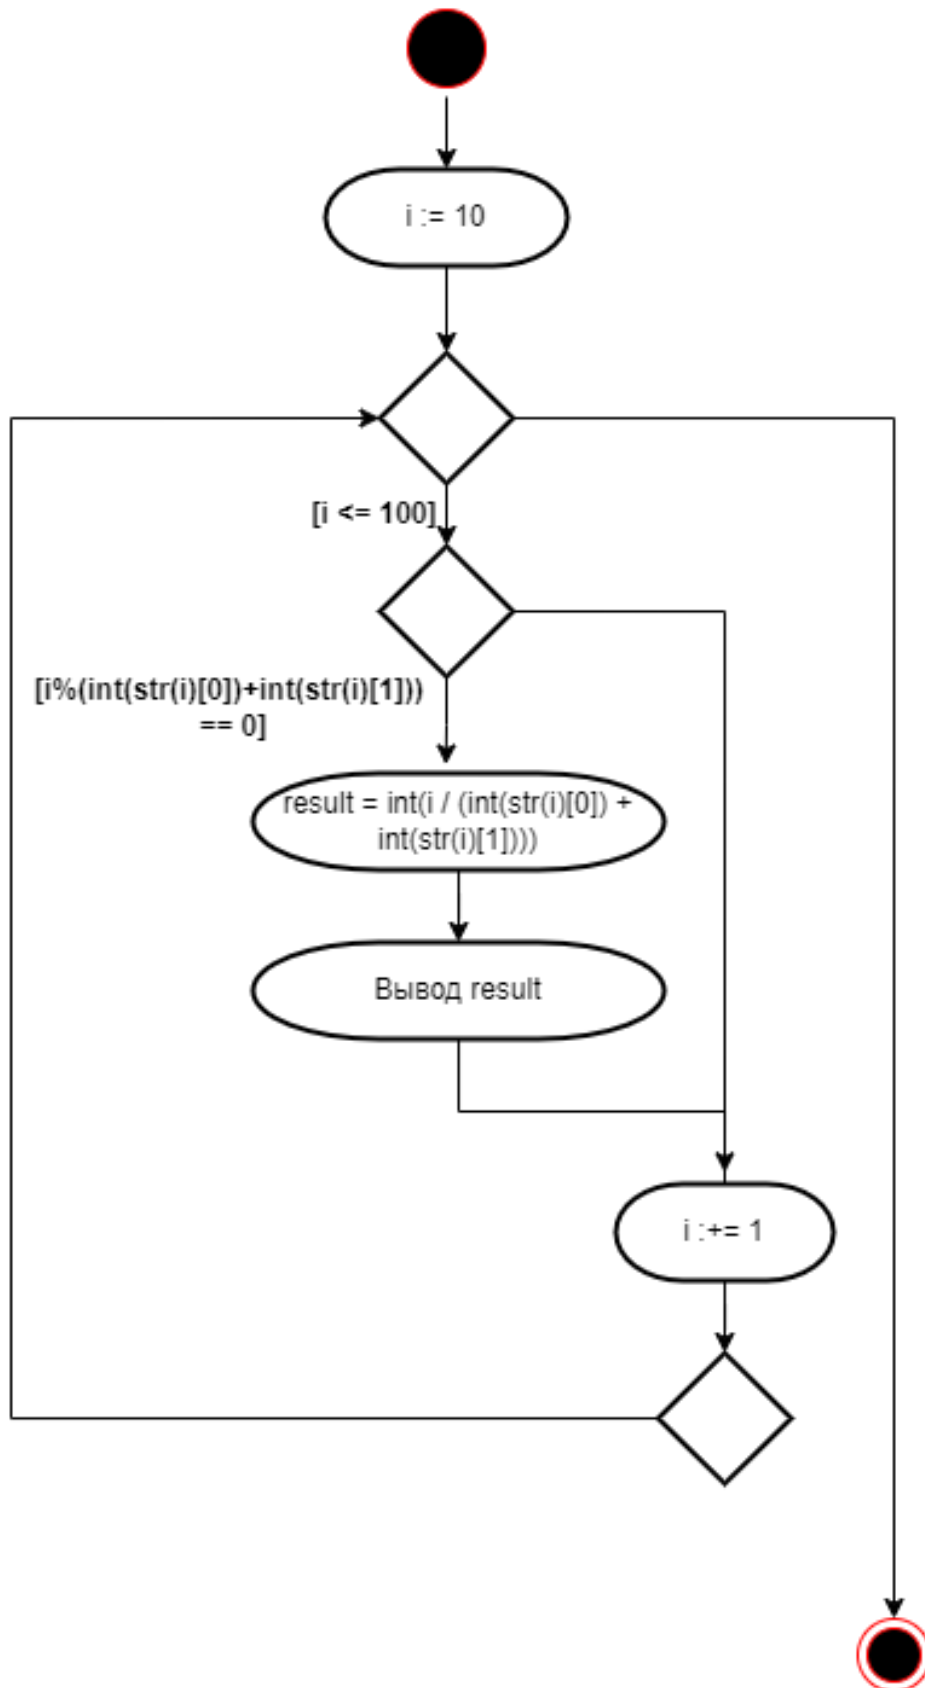 i := 10
[i <= 100]
[i%(int(str(i)[0])+int(str(i)[1]))
== 0]
result = int(i / (int(str(i)[0]) +
int(str(i)[1])))
Вывод result
i :+= 1